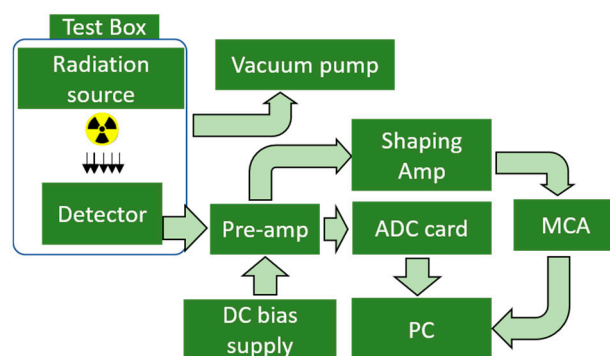 Test Box
Radiation
source
Vacuum pump
Shaping
Amp
Detector
Pre-amp
ADC card
MCA
DC bias
supply
PC